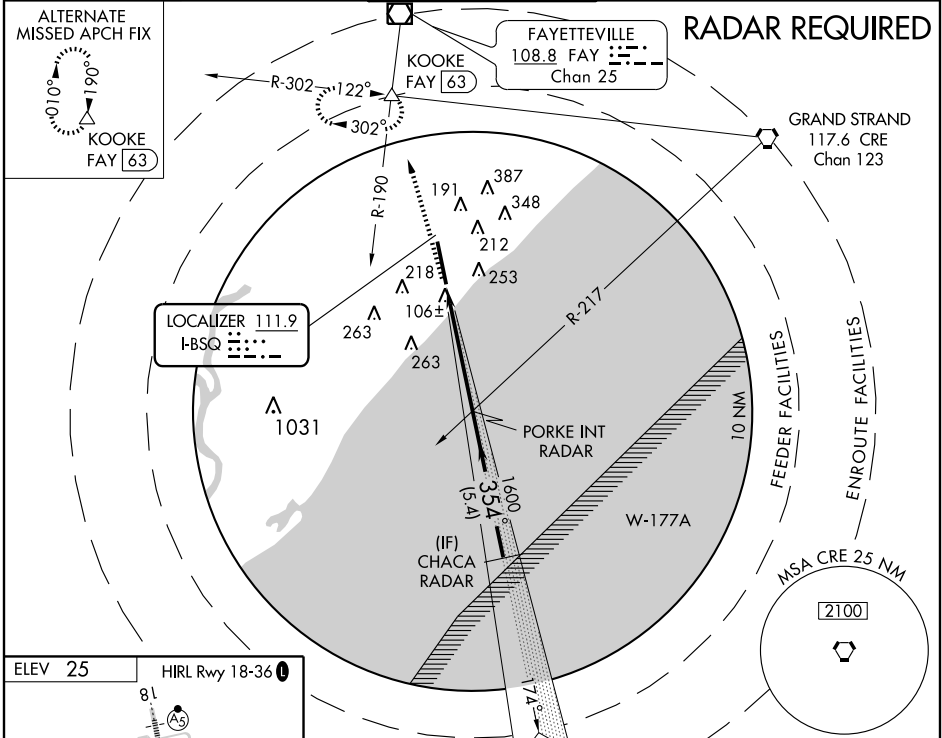 ALTERNATE
MISSED APCH FIX
010°
190°
KOOKE
FAY 63
RADAR REQUIRED
FAYETTEVILLE
108.8 FAY
Chan 25
KOOKE
FAY 63
R-302
122°
302°
R-190
GRAND STRAND
117.6 CRE
Chan 123
387
191
348
212
253
218
106±
263
263
1031
LOCALIZER 111.9
I-BSQ
R-217
PORKE INT
RADAR
1600
354°
(5.4)
(IF)
CHACA
RADAR
W-177A
10 NM
FEEDER FACILITIES
ENROUTE FACILITIES
MSA CRE 25 NM
2100
174°
ELEV 25
HIRL Rwy 18-36 L
18
A5